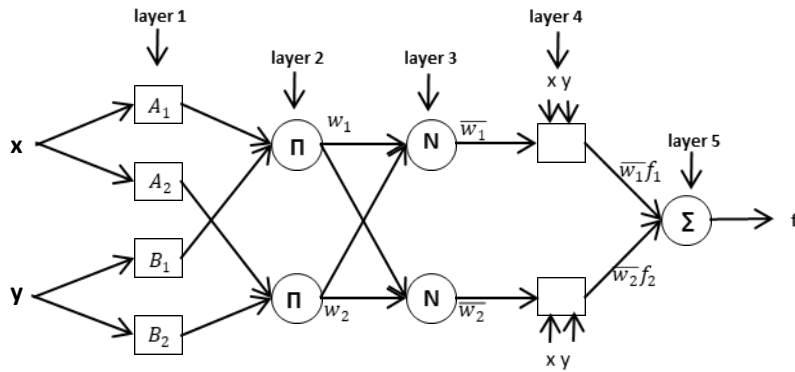 layer 1
layer 2
layer 3
layer 4
layer 5
x
y
A₁
A₂
B₁
B₂
Π
Π
w₁
w₂
N
N
w̅₁
w̅₂
x y
x y
w̅₁f₁
w̅₂f₂
Σ
f